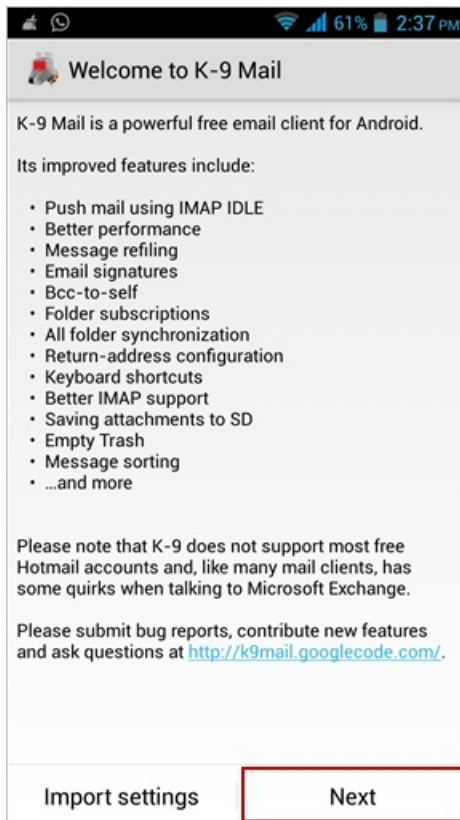 61% 2:37 PM
Welcome to K-9 Mail
K-9 Mail is a powerful free email client for Android.
Its improved features include:
• Push mail using IMAP IDLE
• Better performance
• Message refiling
• Email signatures
• Bcc-to-self
• Folder subscriptions
• All folder synchronization
• Return-address configuration
• Keyboard shortcuts
• Better IMAP support
• Saving attachments to SD
• Empty Trash
• Message sorting
• ...and more
Please note that K-9 does not support most free
Hotmail accounts and, like many mail clients, has
some quirks when talking to Microsoft Exchange.
Please submit bug reports, contribute new features
and ask questions at http://k9mail.googlecode.com/.
Import settings Next